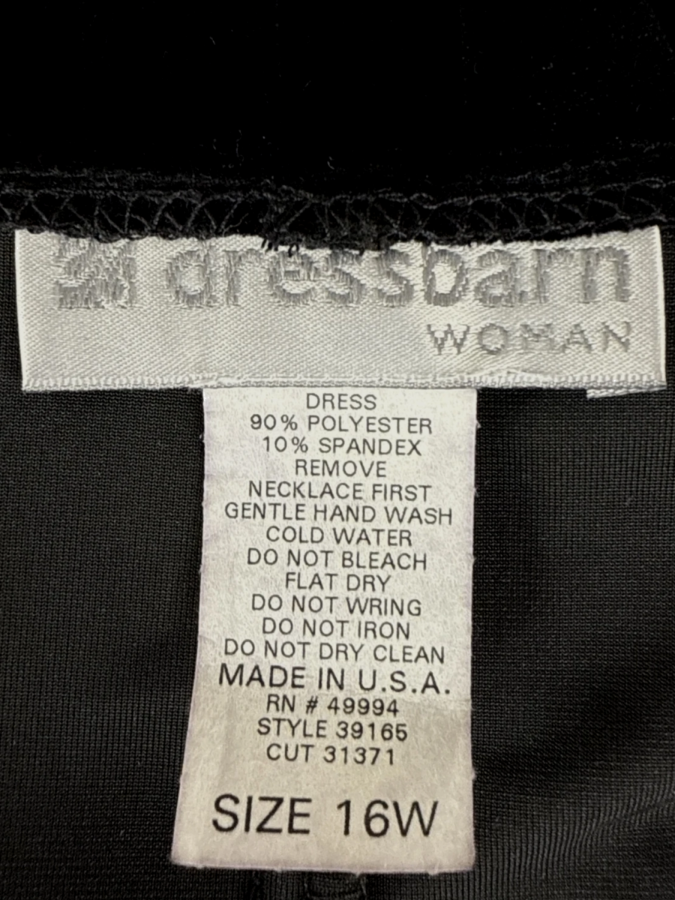 dressbarn
WOMAN
DRESS
90% POLYESTER
10% SPANDEX
REMOVE
NECKLACE FIRST
GENTLE HAND WASH
COLD WATER
DO NOT BLEACH
FLAT DRY
DO NOT WRING
DO NOT IRON
DO NOT DRY CLEAN
MADE IN U.S.A.
RN # 49994
STYLE 39165
CUT 31371
SIZE 16W